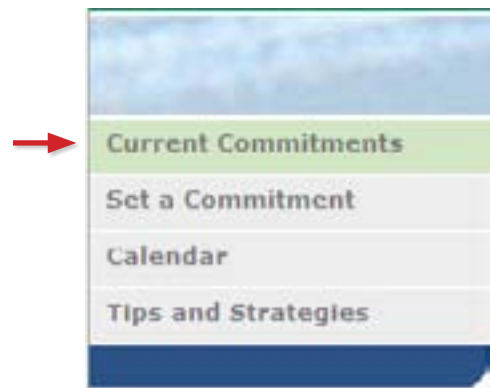 Current Commitments
Set a Commitment
Calendar
Tips and Strategies